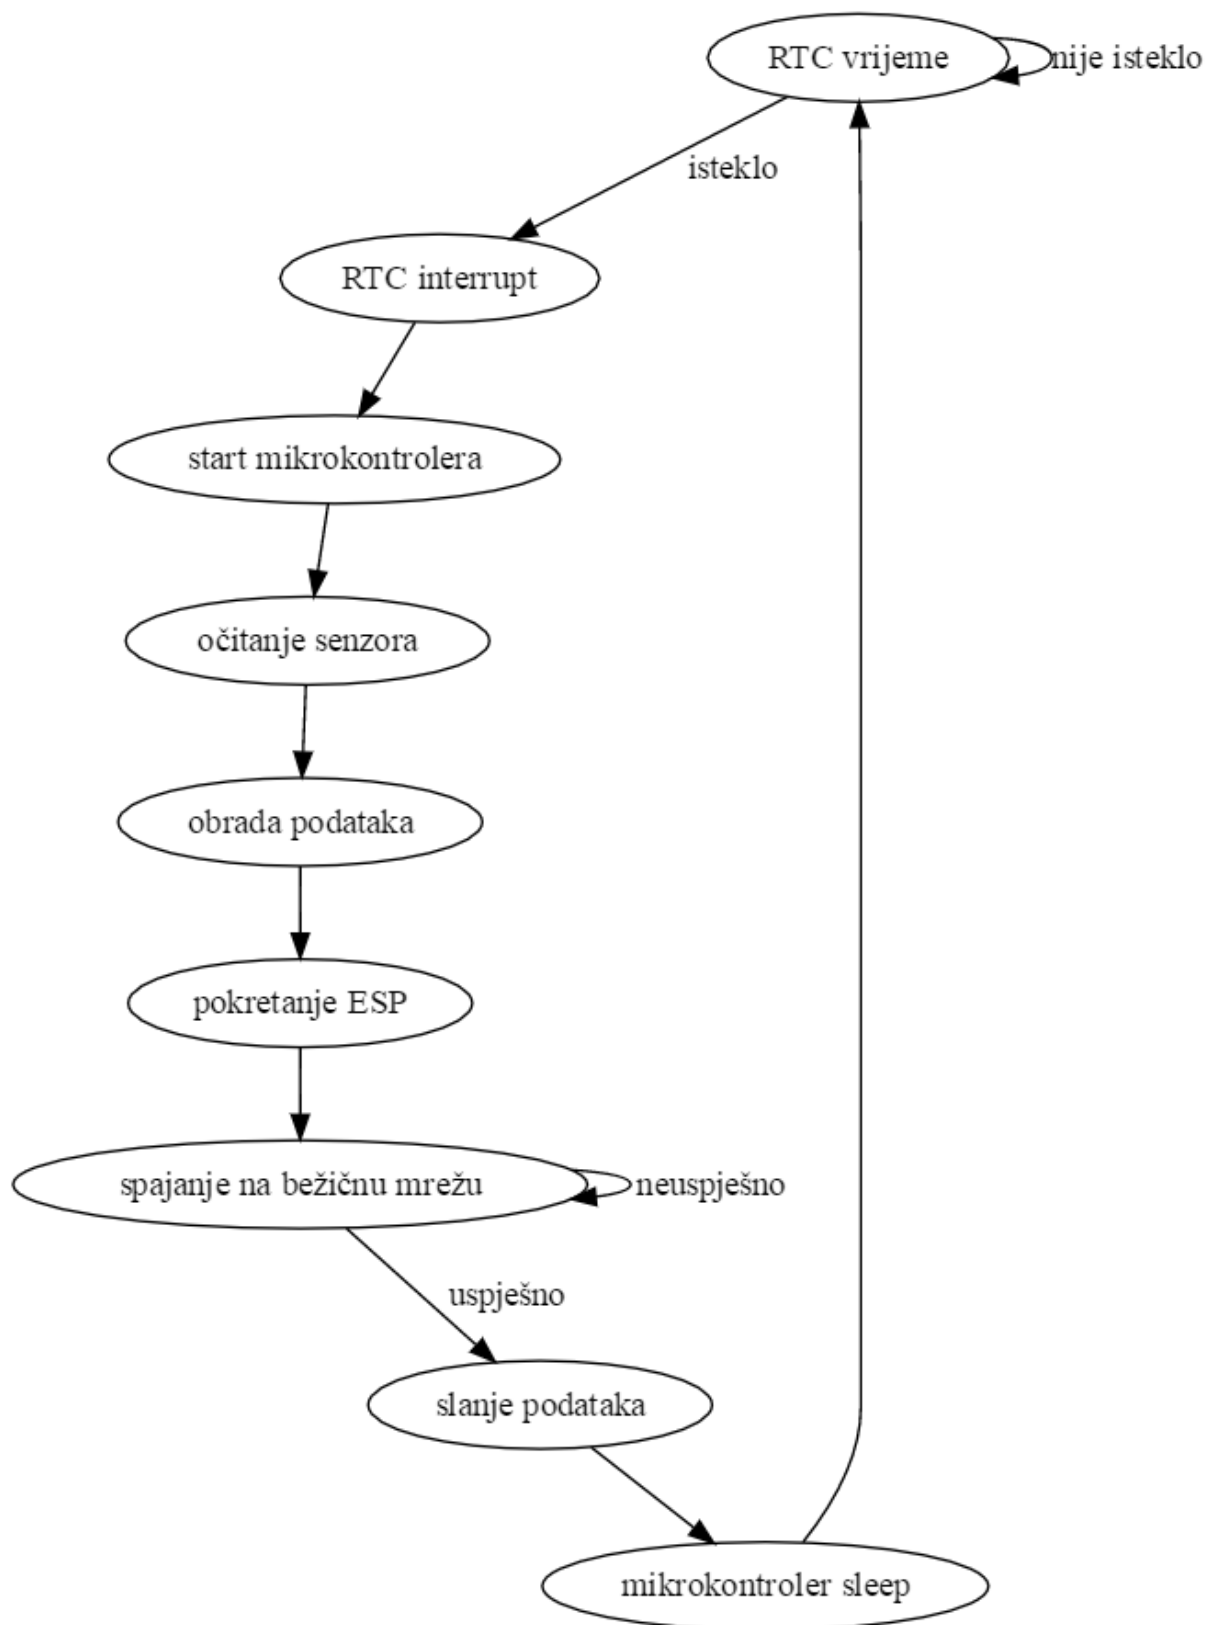 RTC vrijeme
nije isteklo
isteklo
RTC interrupt
start mikrokontrolera
očitanje senzora
obrada podataka
pokretanje ESP
spajanje na bežičnu mrežu
neuspješno
uspješno
slanje podataka
mikrokontroler sleep